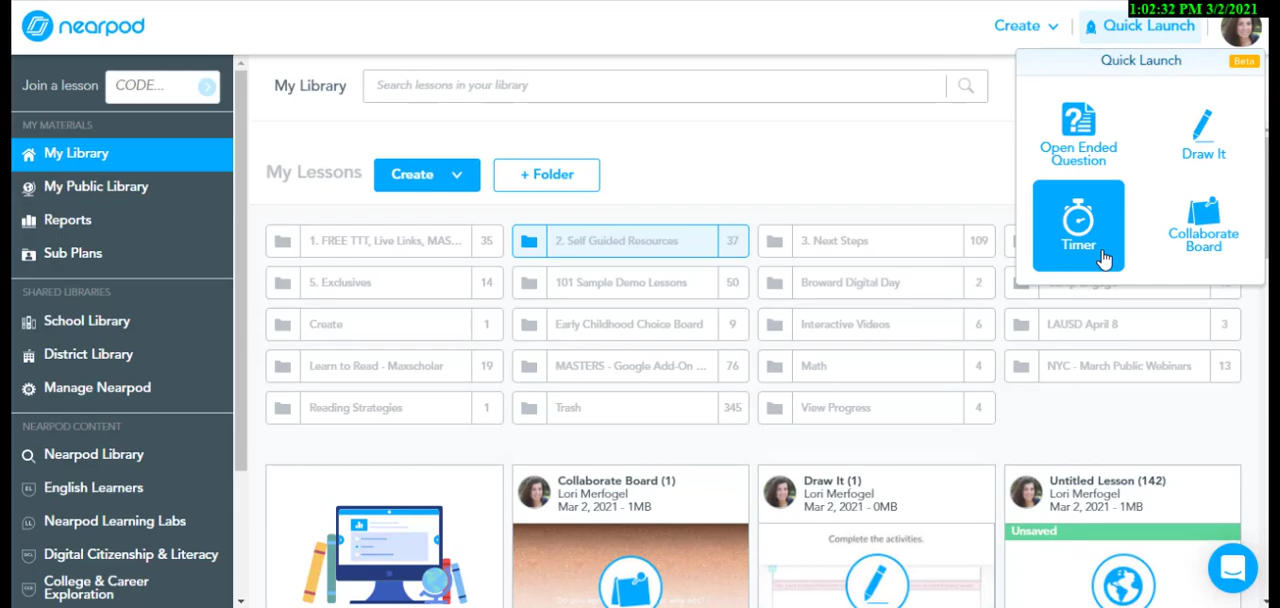 1:02:32 PM 3/2/2021
nearpod
Create
Quick Launch
Join a lesson
CODE...
My Library
Search lessons in your library
Quick Launch
Beta
Open Ended
Question
Draw It
Timer
Collaborate
Board
MY MATERIALS
My Library
My Public Library
Reports
Sub Plans
SHARED LIBRARIES
School Library
District Library
Manage Nearpod
NEARPOD CONTENT
Nearpod Library
EL English Learners
LL Nearpod Learning Labs
DCL Digital Citizenship & Literacy
College & Career
Exploration
My Lessons
Create
+ Folder
1. FREE TTT, Live Links, MAS... 35
2. Self Guided Resources 37
3. Next Steps 109
5. Exclusives 14
101 Sample Demo Lessons 50
Broward Digital Day 2
Create 1
Early Childhood Choice Board 9
Interactive Videos 6
LAUSD April 8 3
Learn to Read - Maxscholar 19
MASTERS - Google Add-On ... 76
Math 4
NYC - March Public Webinars 13
Reading Strategies 1
Trash 345
View Progress 4
Collaborate Board (1)
Lori Merfogel
Mar 2, 2021 - 1MB
Draw It (1)
Lori Merfogel
Mar 2, 2021 - 0MB
Complete the activities.
Untitled Lesson (142)
Lori Merfogel
Mar 2, 2021 - 1MB
Unsaved